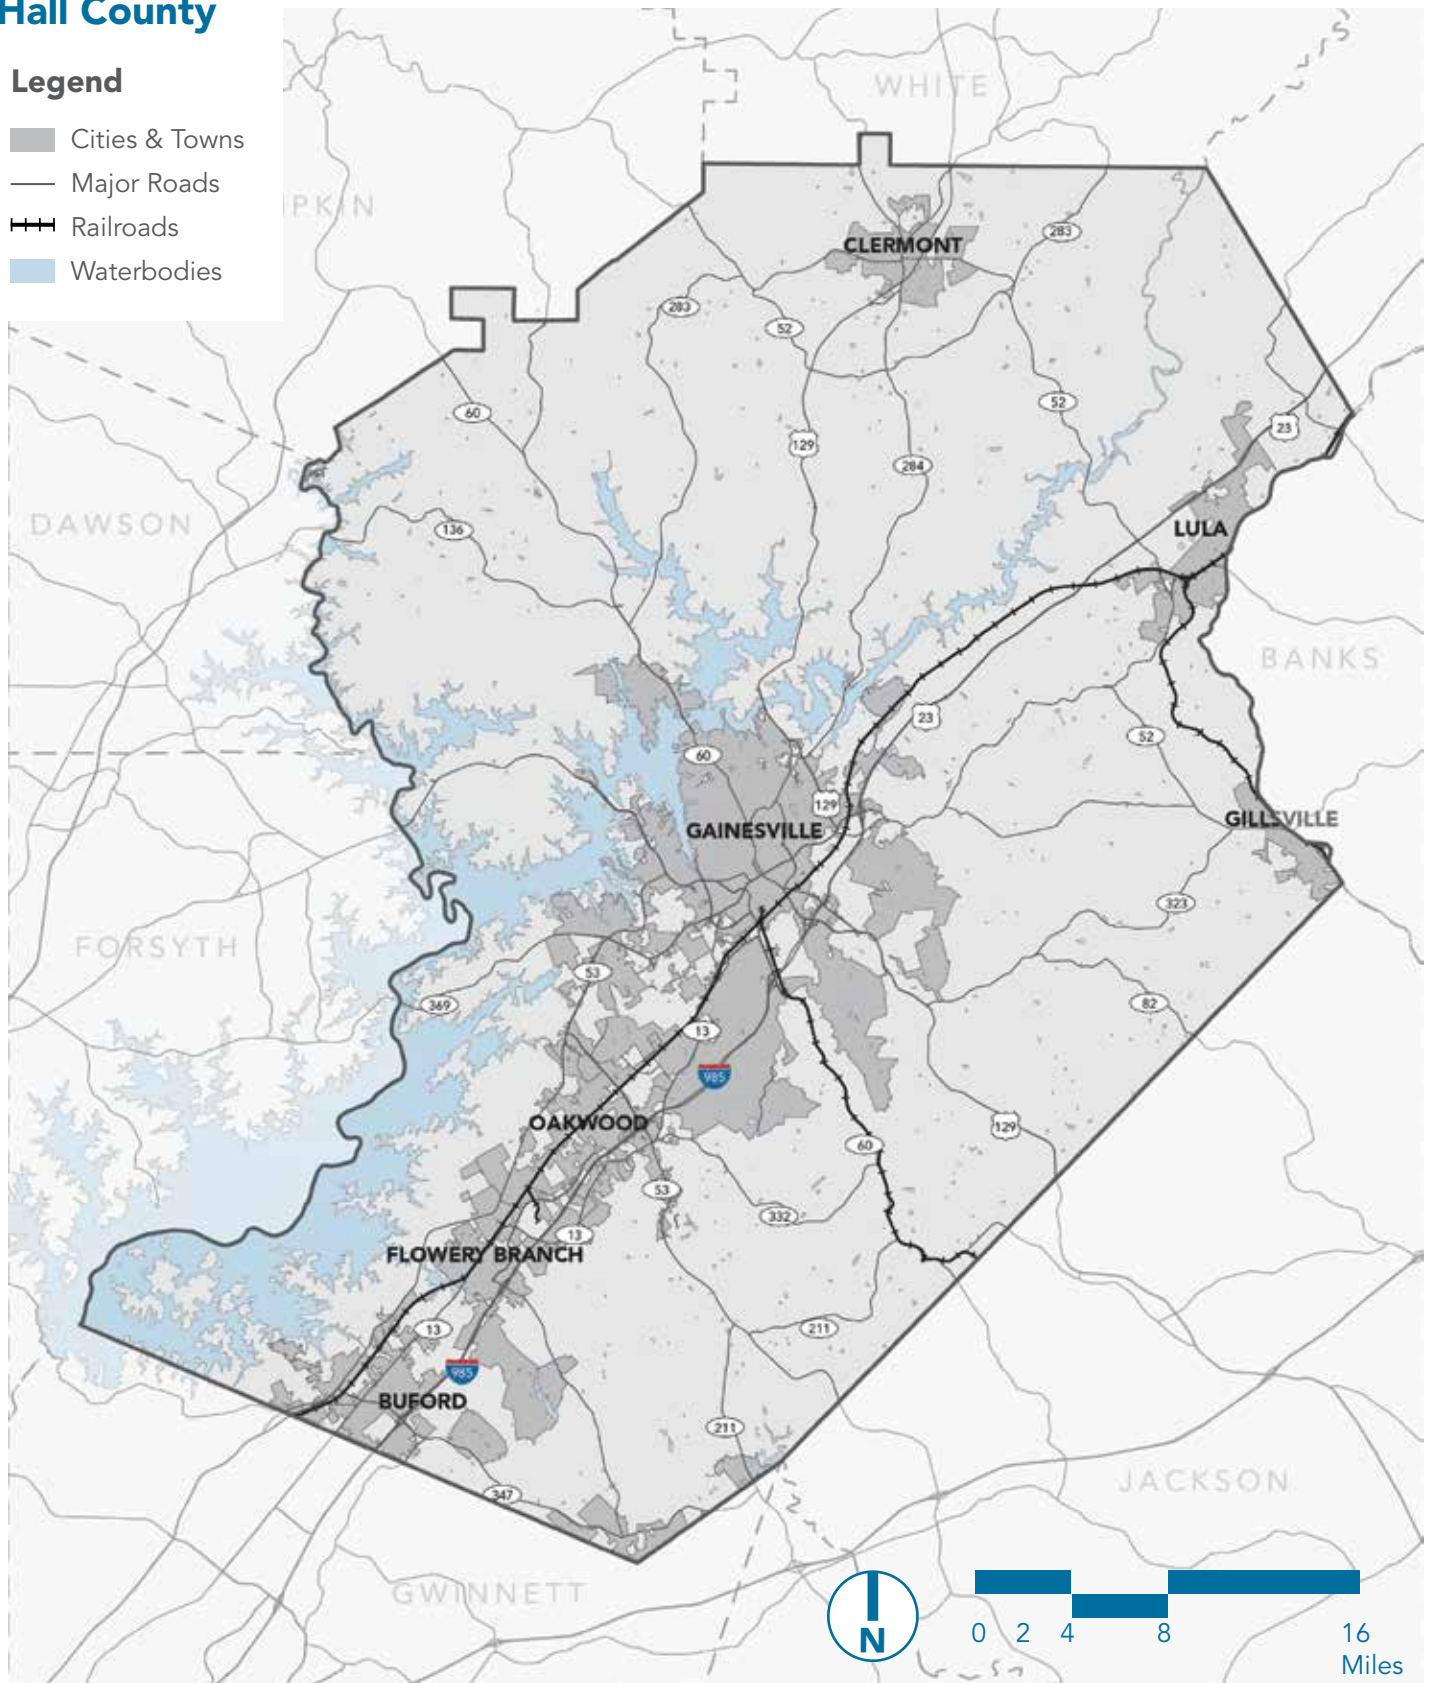 Hall County
Legend
Cities & Towns
Major Roads
Railroads
Waterbodies
WHITE
PKIN
CLERMONT
283
283
52
60
52
129
23
284
LULA
DAWSON
136
BANKS
23
52
60
129
GILLSVILLE
GAINESVILLE
323
FORSYTH
53
369
82
13
985
OAKWOOD
129
60
53
332
13
FLOWERY BRANCH
13
211
985
BUFORD
211
JACKSON
347
GWINNETT
N
0 2 4 8 16
Miles